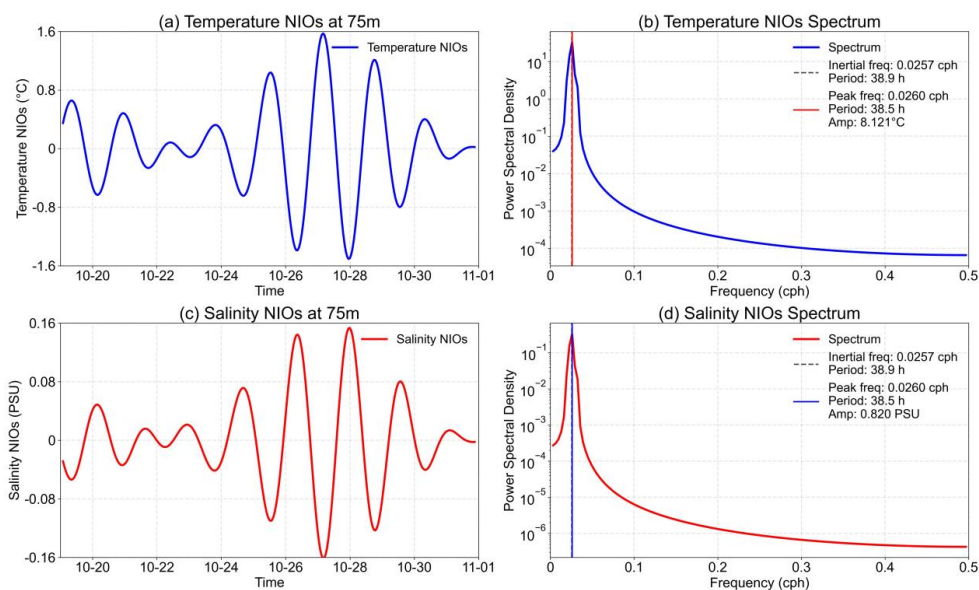 (a) Temperature NIOs at 75m
Temperature NIOs (°C)
1.6
0.8
0
-0.8
-1.6
Temperature NIOs
10-20 10-22 10-24 10-26 10-28 10-30 11-01
Time
(b) Temperature NIOs Spectrum
Power Spectral Density
10¹
10⁰
10⁻¹
10⁻²
10⁻³
10⁻⁴
Spectrum
Inertial freq: 0.0257 cph
Period: 38.9 h
Peak freq: 0.0260 cph
Period: 38.5 h
Amp: 8.121°C
0 0.1 0.2 0.3 0.4 0.5
Frequency (cph)
(c) Salinity NIOs at 75m
Salinity NIOs (PSU)
0.16
0.08
0
-0.08
-0.16
Salinity NIOs
10-20 10-22 10-24 10-26 10-28 10-30 11-01
Time
(d) Salinity NIOs Spectrum
Power Spectral Density
10⁻¹
10⁻²
10⁻³
10⁻⁴
10⁻⁵
10⁻⁶
Spectrum
Inertial freq: 0.0257 cph
Period: 38.9 h
Peak freq: 0.0260 cph
Period: 38.5 h
Amp: 0.820 PSU
0 0.1 0.2 0.3 0.4 0.5
Frequency (cph)